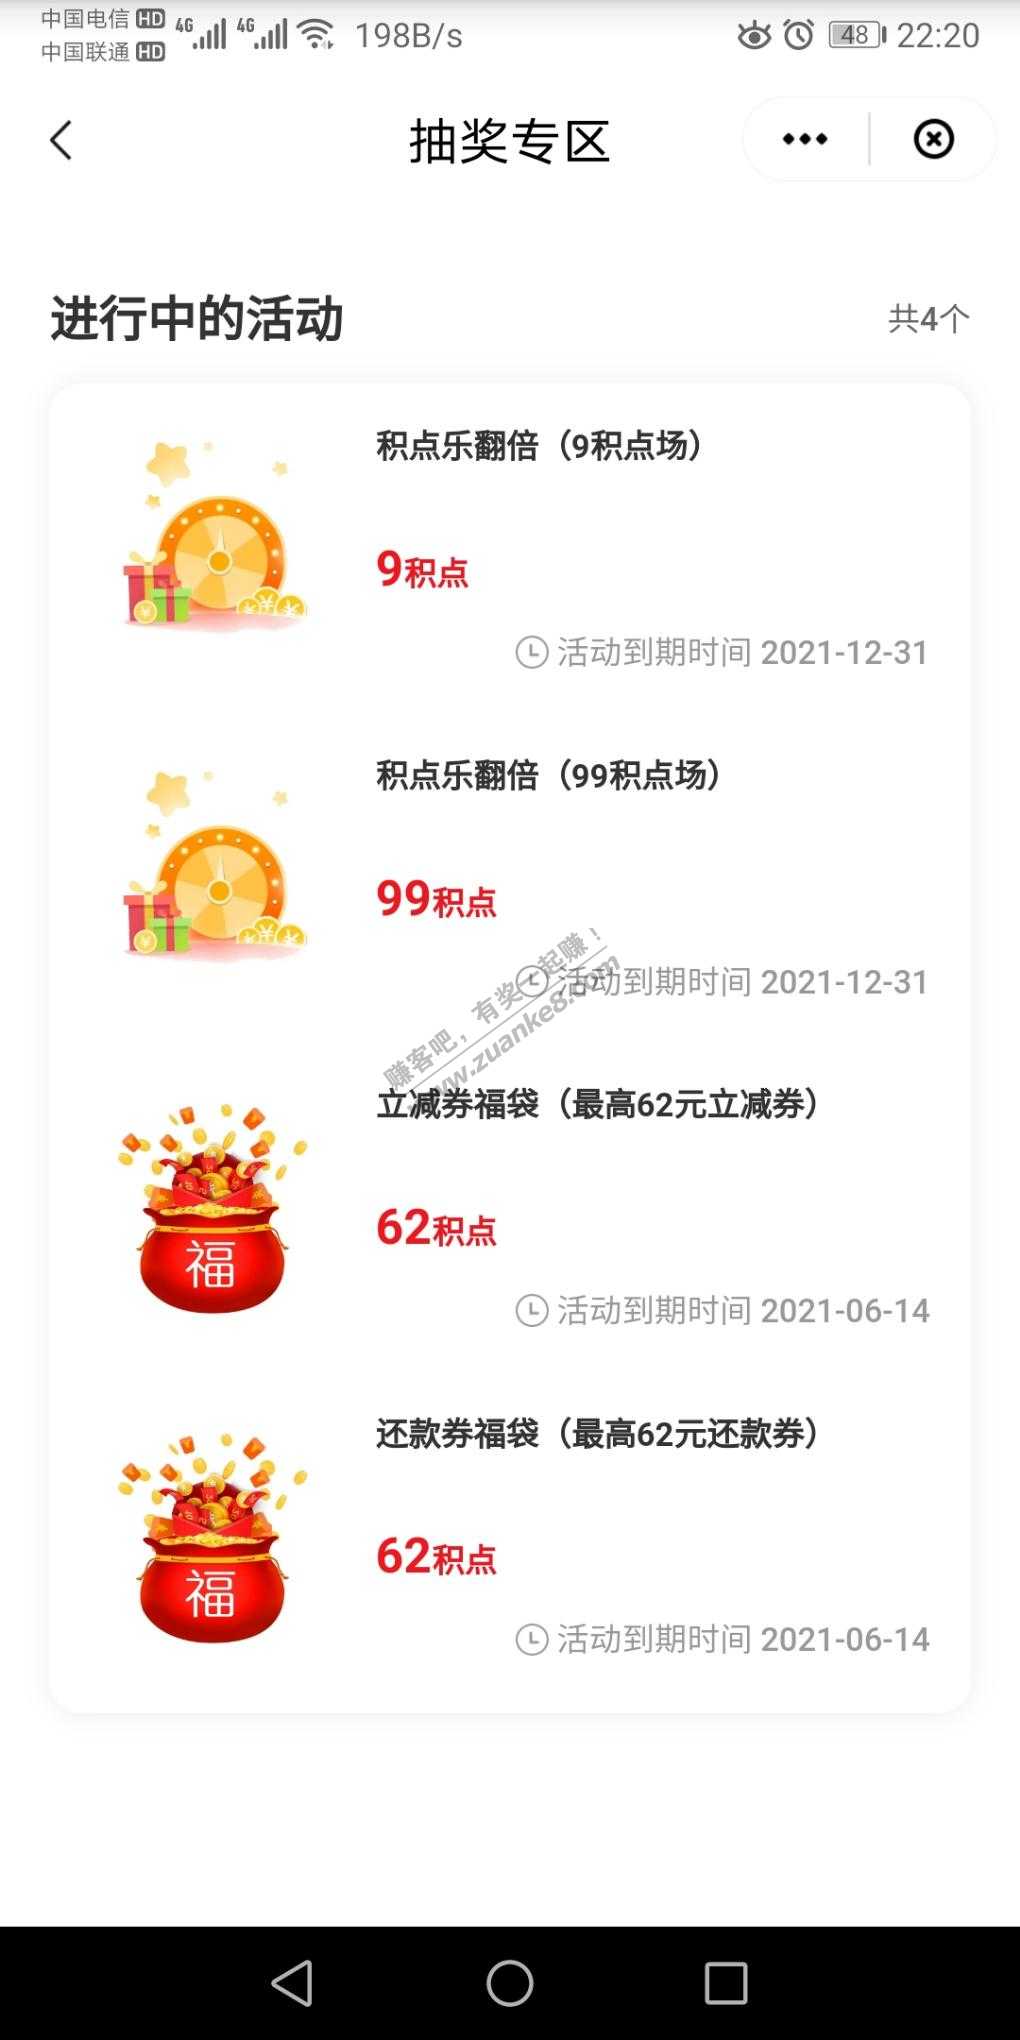 中国电信 HD 4G 4G 198B/s 48 22:20
中国联通 HD
抽奖专区
进行中的活动 共4个
积点乐翻倍（9积点场）
9积点
活动到期时间 2021-12-31
积点乐翻倍（99积点场）
99积点
活动到期时间 2021-12-31
赚客吧，有奖一起赚！
www.zuanke8.com
立减券福袋（最高62元立减券）
福
62积点
活动到期时间 2021-06-14
还款券福袋（最高62元还款券）
福
62积点
活动到期时间 2021-06-14